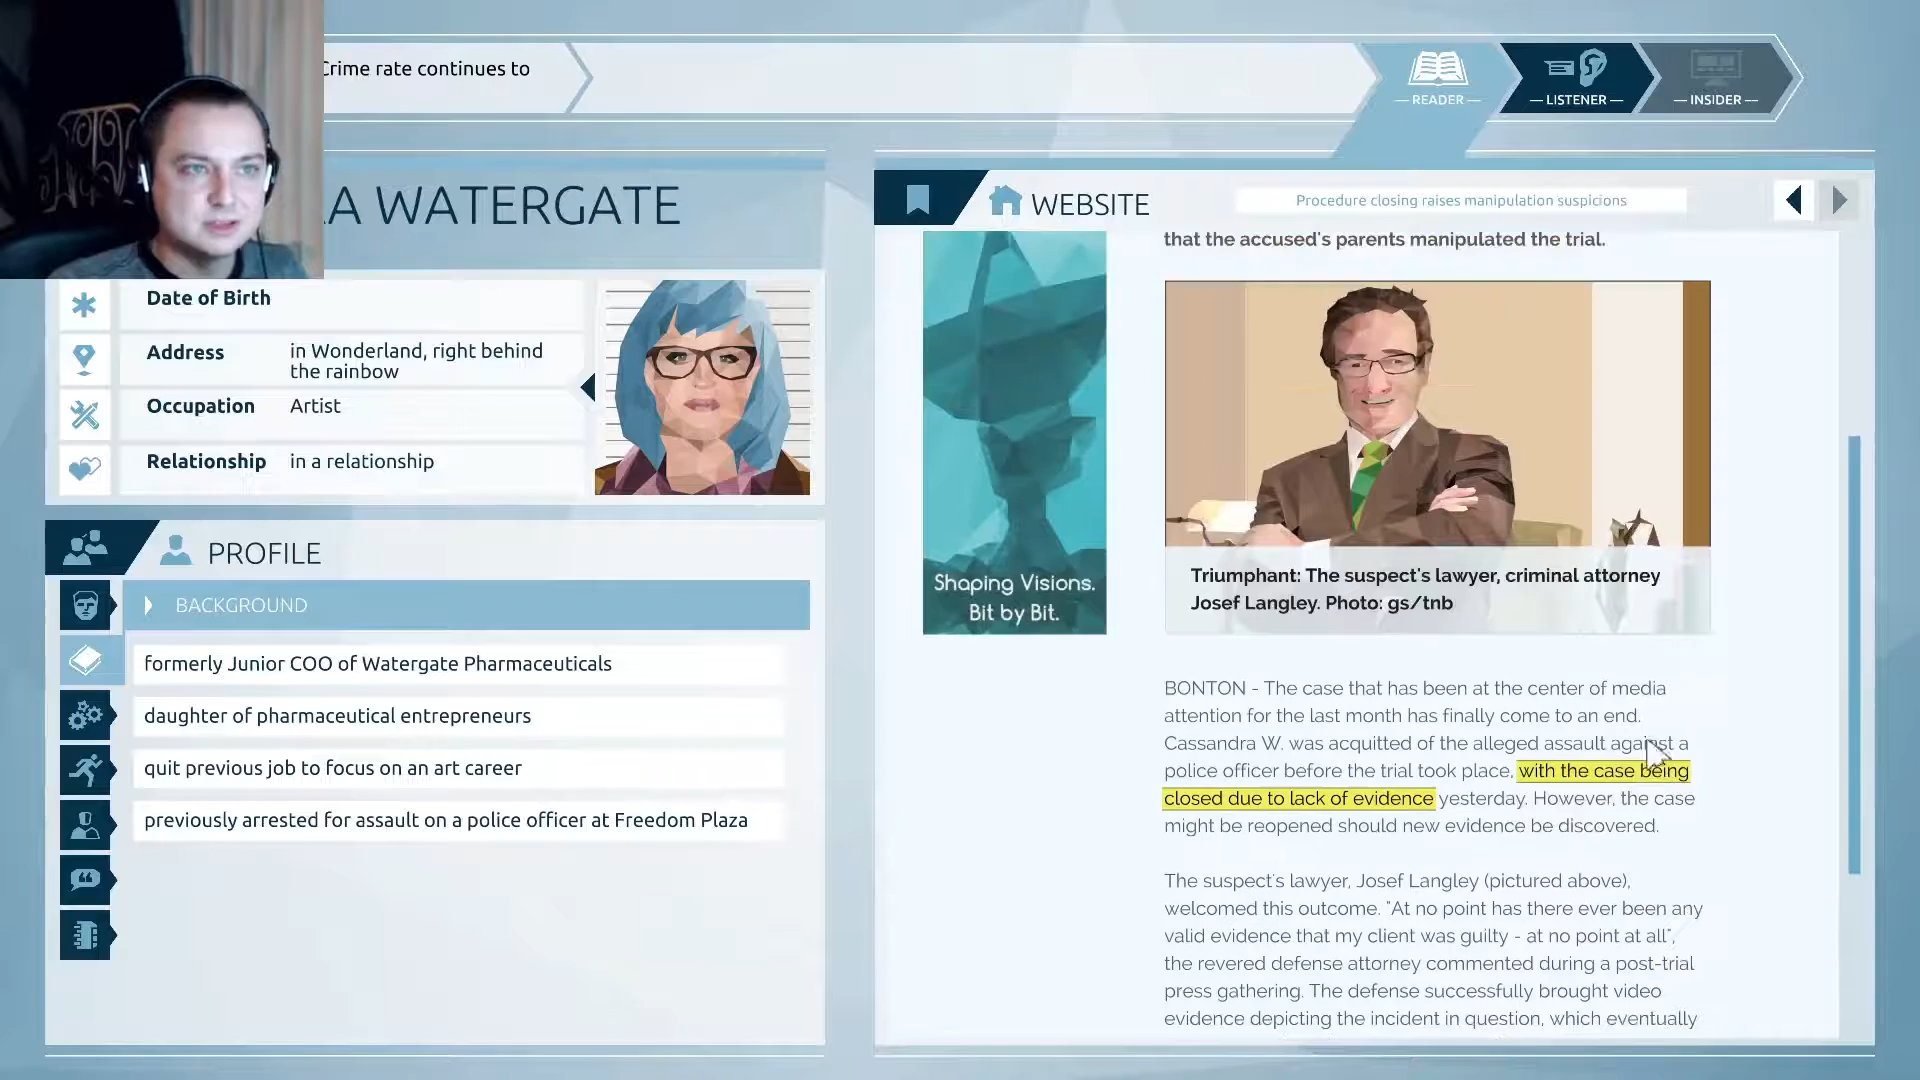 Crime rate continues to
READER
LISTENER
INSIDER
A WATERGATE
Date of Birth
Address
in Wonderland, right behind
the rainbow
Occupation
Artist
Relationship
in a relationship
PROFILE
BACKGROUND
formerly Junior COO of Watergate Pharmaceuticals
daughter of pharmaceutical entrepreneurs
quit previous job to focus on an art career
previously arrested for assault on a police officer at Freedom Plaza
WEBSITE
Procedure closing raises manipulation suspicions
that the accused's parents manipulated the trial.
Shaping Visions.
Bit by Bit.
Triumphant: The suspect's lawyer, criminal attorney
Josef Langley. Photo: gs/tnb
BONTON - The case that has been at the center of media
attention for the last month has finally come to an end.
Cassandra W. was acquitted of the alleged assault against a
police officer before the trial took place, with the case being
closed due to lack of evidence yesterday. However, the case
might be reopened should new evidence be discovered.
The suspect's lawyer, Josef Langley (pictured above),
welcomed this outcome. "At no point has there ever been any
valid evidence that my client was guilty - at no point at all",
the revered defense attorney commented during a post-trial
press gathering. The defense successfully brought video
evidence depicting the incident in question, which eventually